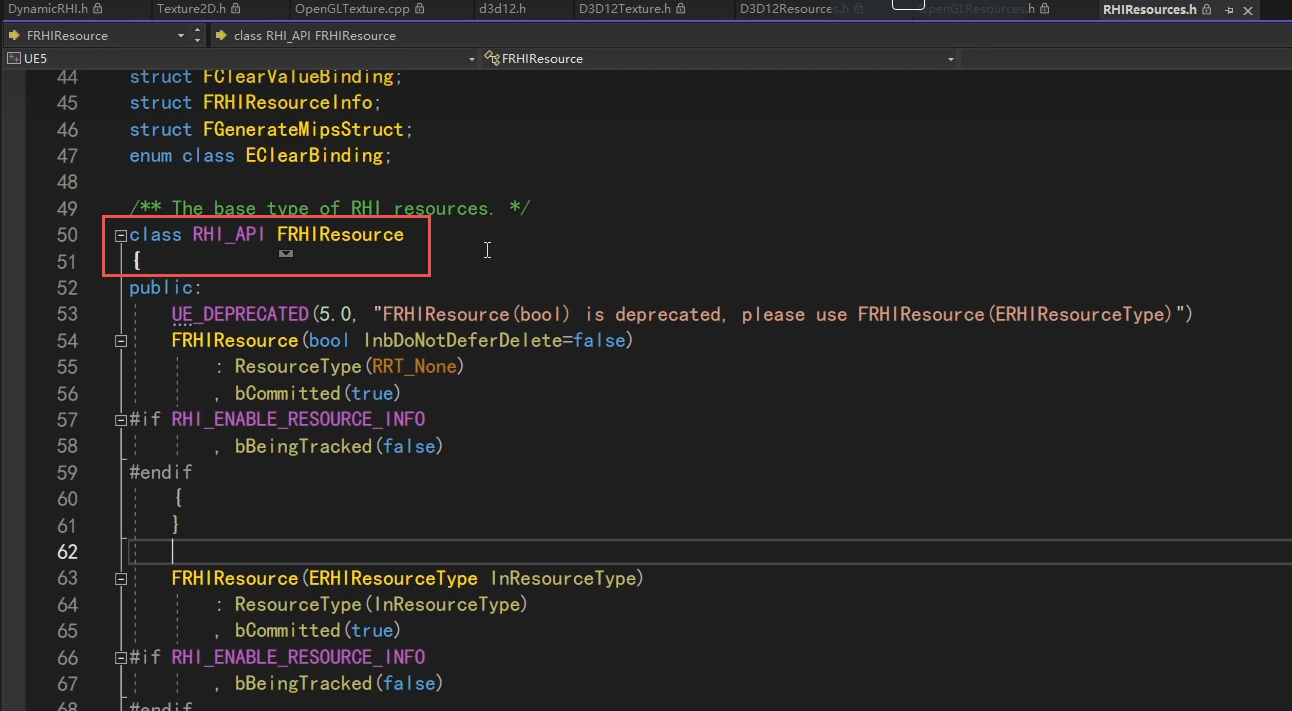 DynamicRHI.h Texture2D.h OpenGLTexture.cpp d3d12.h D3D12Texture.h D3D12Resources.h OpenGLResources.h RHIResources.h
FRHIResource class RHI_API FRHIResource
UE5 FRHIResource
44 struct FClearValueBinding;
45 struct FRHIResourceInfo;
46 struct FGenerateMipsStruct;
47 enum class EClearBinding;
48
49 /** The base type of RHI resources. */
50 class RHI_API FRHIResource
51 {
52 public:
53 UE_DEPRECATED(5.0, "FRHIResource(bool) is deprecated, please use FRHIResource(ERHIResourceType)")
54 FRHIResource(bool InbDoNotDeferDelete=false)
55 : ResourceType(RRT_None)
56 , bCommitted(true)
57 #if RHI_ENABLE_RESOURCE_INFO
58 , bBeingTracked(false)
59 #endif
60 {
61 }
62
63 FRHIResource(ERHIResourceType InResourceType)
64 : ResourceType(InResourceType)
65 , bCommitted(true)
66 #if RHI_ENABLE_RESOURCE_INFO
67 , bBeingTracked(false)
68 #endif